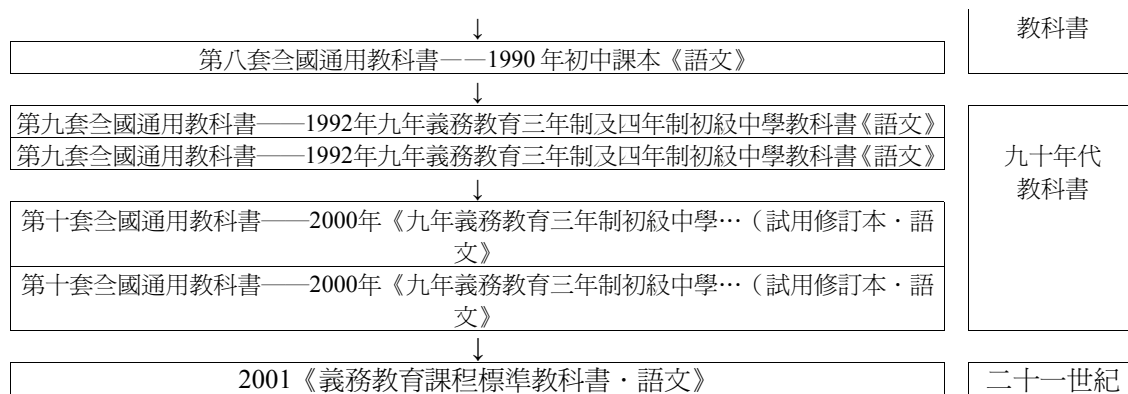 ↓
教科書
第八套全國通用教科書——1990年初中課本《語文》
↓
第九套全國通用教科書——1992年九年義務教育三年制及四年制初級中學教科書《語文》
第九套全國通用教科書——1992年九年義務教育三年制及四年制初級中學教科書《語文》
九十年代
教科書
↓
第十套全國通用教科書——2000年《九年義務教育三年制初級中學…（試用修訂本·語
文》
第十套全國通用教科書——2000年《九年義務教育三年制初級中學…（試用修訂本·語
文》
↓
2001《義務教育課程標準教科書·語文》
二十一世紀